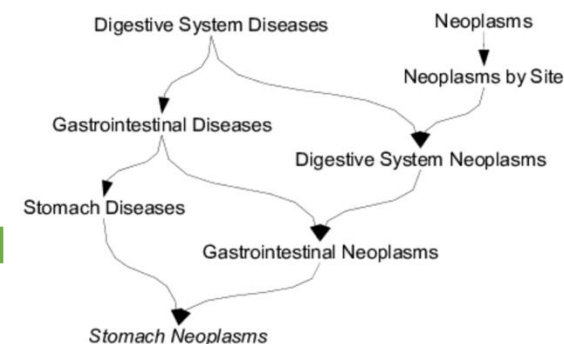 Digestive System Diseases
Neoplasms
Neoplasms by Site
Gastrointestinal Diseases
Digestive System Neoplasms
Stomach Diseases
Gastrointestinal Neoplasms
Stomach Neoplasms